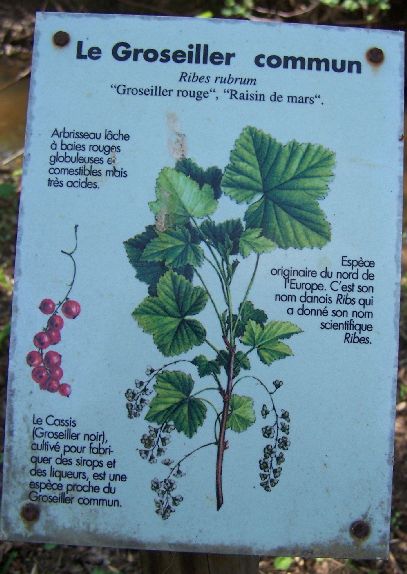 Le Groseiller commun
Ribes rubrum
"Groseiller rouge", "Raisin de mars".
Arbrisseau lâche
à baies rouges
globuleuses et
comestibles mais
très acides.
Espèce
originaire du nord de
l'Europe. C'est son
nom danois Ribs qui
a donné son nom
scientifique
Ribes.
Le Cassis
(Groseiller noir),
cultivé pour fabri-
quer des sirops et
des liqueurs, est une
espèce proche du
Groseiller commun.